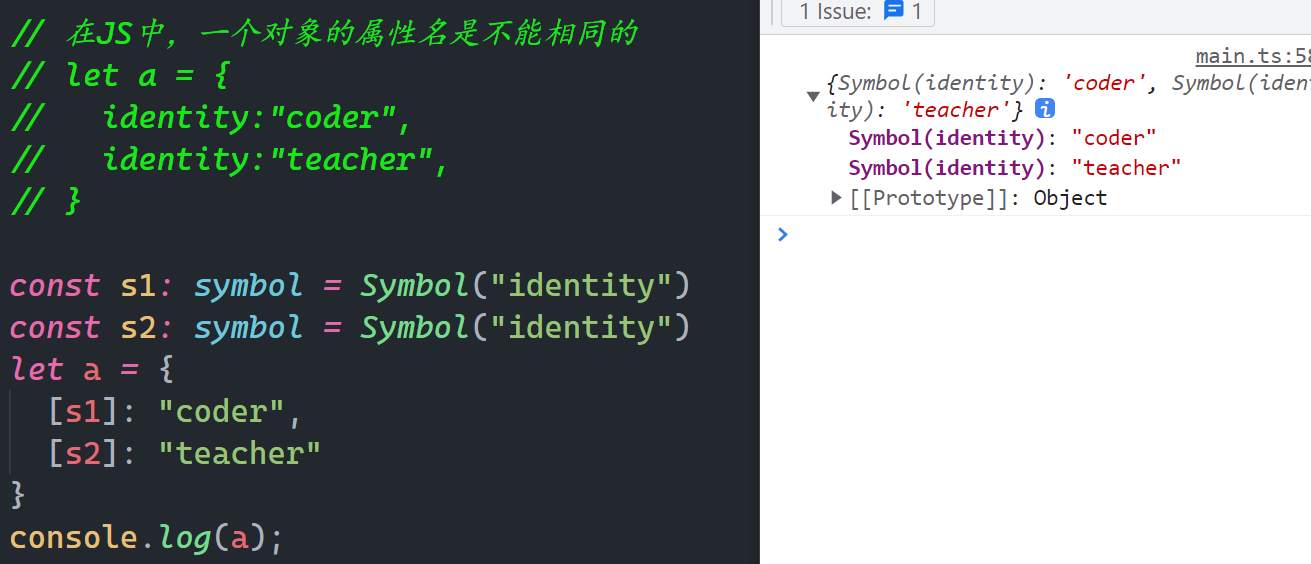 // 在JS中，一个对象的属性名是不能相同的
// let a = {
//   identity:"coder",
//   identity:"teacher",
// }
const s1: symbol = Symbol("identity")
const s2: symbol = Symbol("identity")
let a = {
  [s1]: "coder",
  [s2]: "teacher"
}
console.log(a);
1 Issue: 1
main.ts:58
{Symbol(identity): 'coder', Symbol(ident
ity): 'teacher'} i
Symbol(identity): "coder"
Symbol(identity): "teacher"
[[Prototype]]: Object